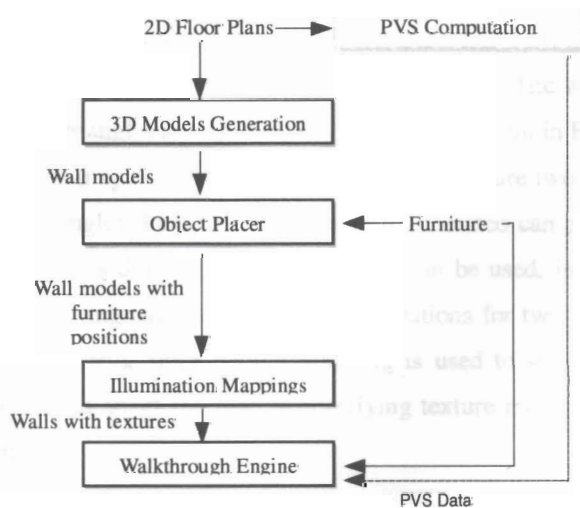 2D Floor Plans
PVS Computation
3D Models Generation
Wall models
Object Placer
Furniture
Wall models with
furniture
positions
Illumination Mappings
Walls with textures
Walkthrough Engine
PVS Data